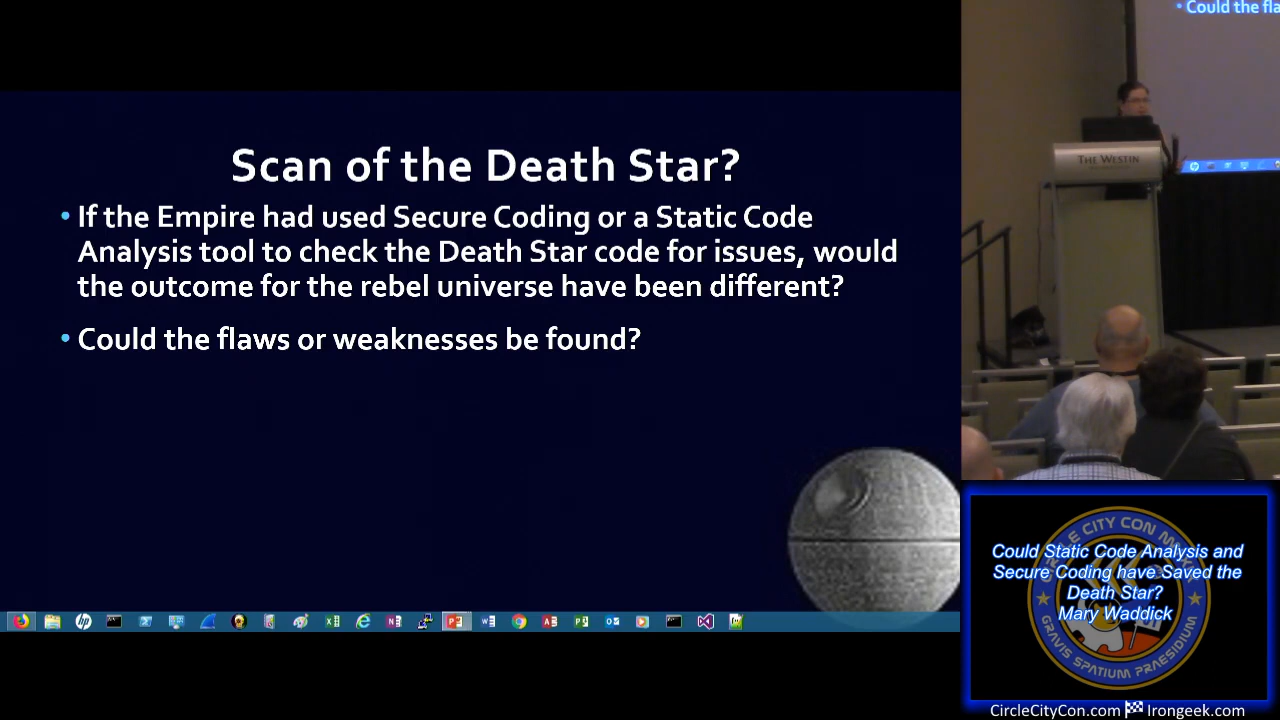 Scan of the Death Star?
• If the Empire had used Secure Coding or a Static Code
Analysis tool to check the Death Star code for issues, would
the outcome for the rebel universe have been different?
• Could the flaws or weaknesses be found?
• Could the fla
THE WESTIN
CIRCLE CITY CON
Could Static Code Analysis and
Secure Coding have Saved the
Death Star?
Mary Waddick
GRAVIS SPATIUM PRAESIDIUM
CircleCityCon.com Irongeek.com